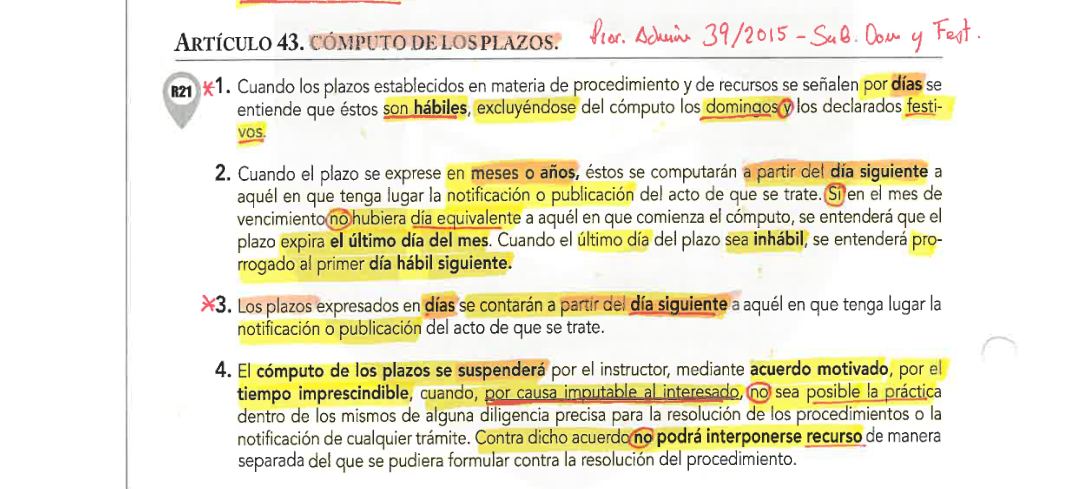 ARTÍCULO 43. CÓMPUTO DE LOS PLAZOS. Pror. Admin 39/2015 - Sab. Dom y Fest.
R21 *1. Cuando los plazos establecidos en materia de procedimiento y de recursos se señalen por días se
entiende que éstos son hábiles, excluyéndose del cómputo los domingos y los declarados festi-
vos.
2. Cuando el plazo se exprese en meses o años, éstos se computarán a partir del día siguiente a
aquél en que tenga lugar la notificación o publicación del acto de que se trate. Si en el mes de
vencimiento no hubiera día equivalente a aquél en que comienza el cómputo, se entenderá que el
plazo expira el último día del mes. Cuando el último día del plazo sea inhábil, se entenderá pro-
rrogado al primer día hábil siguiente.
*3. Los plazos expresados en días se contarán a partir del día siguiente a aquél en que tenga lugar la
notificación o publicación del acto de que se trate.
4. El cómputo de los plazos se suspenderá por el instructor, mediante acuerdo motivado, por el
tiempo imprescindible, cuando, por causa imputable al interesado, no sea posible la práctica
dentro de los mismos de alguna diligencia precisa para la resolución de los procedimientos o la
notificación de cualquier trámite. Contra dicho acuerdo no podrá interponerse recurso de manera
separada del que se pudiera formular contra la resolución del procedimiento.